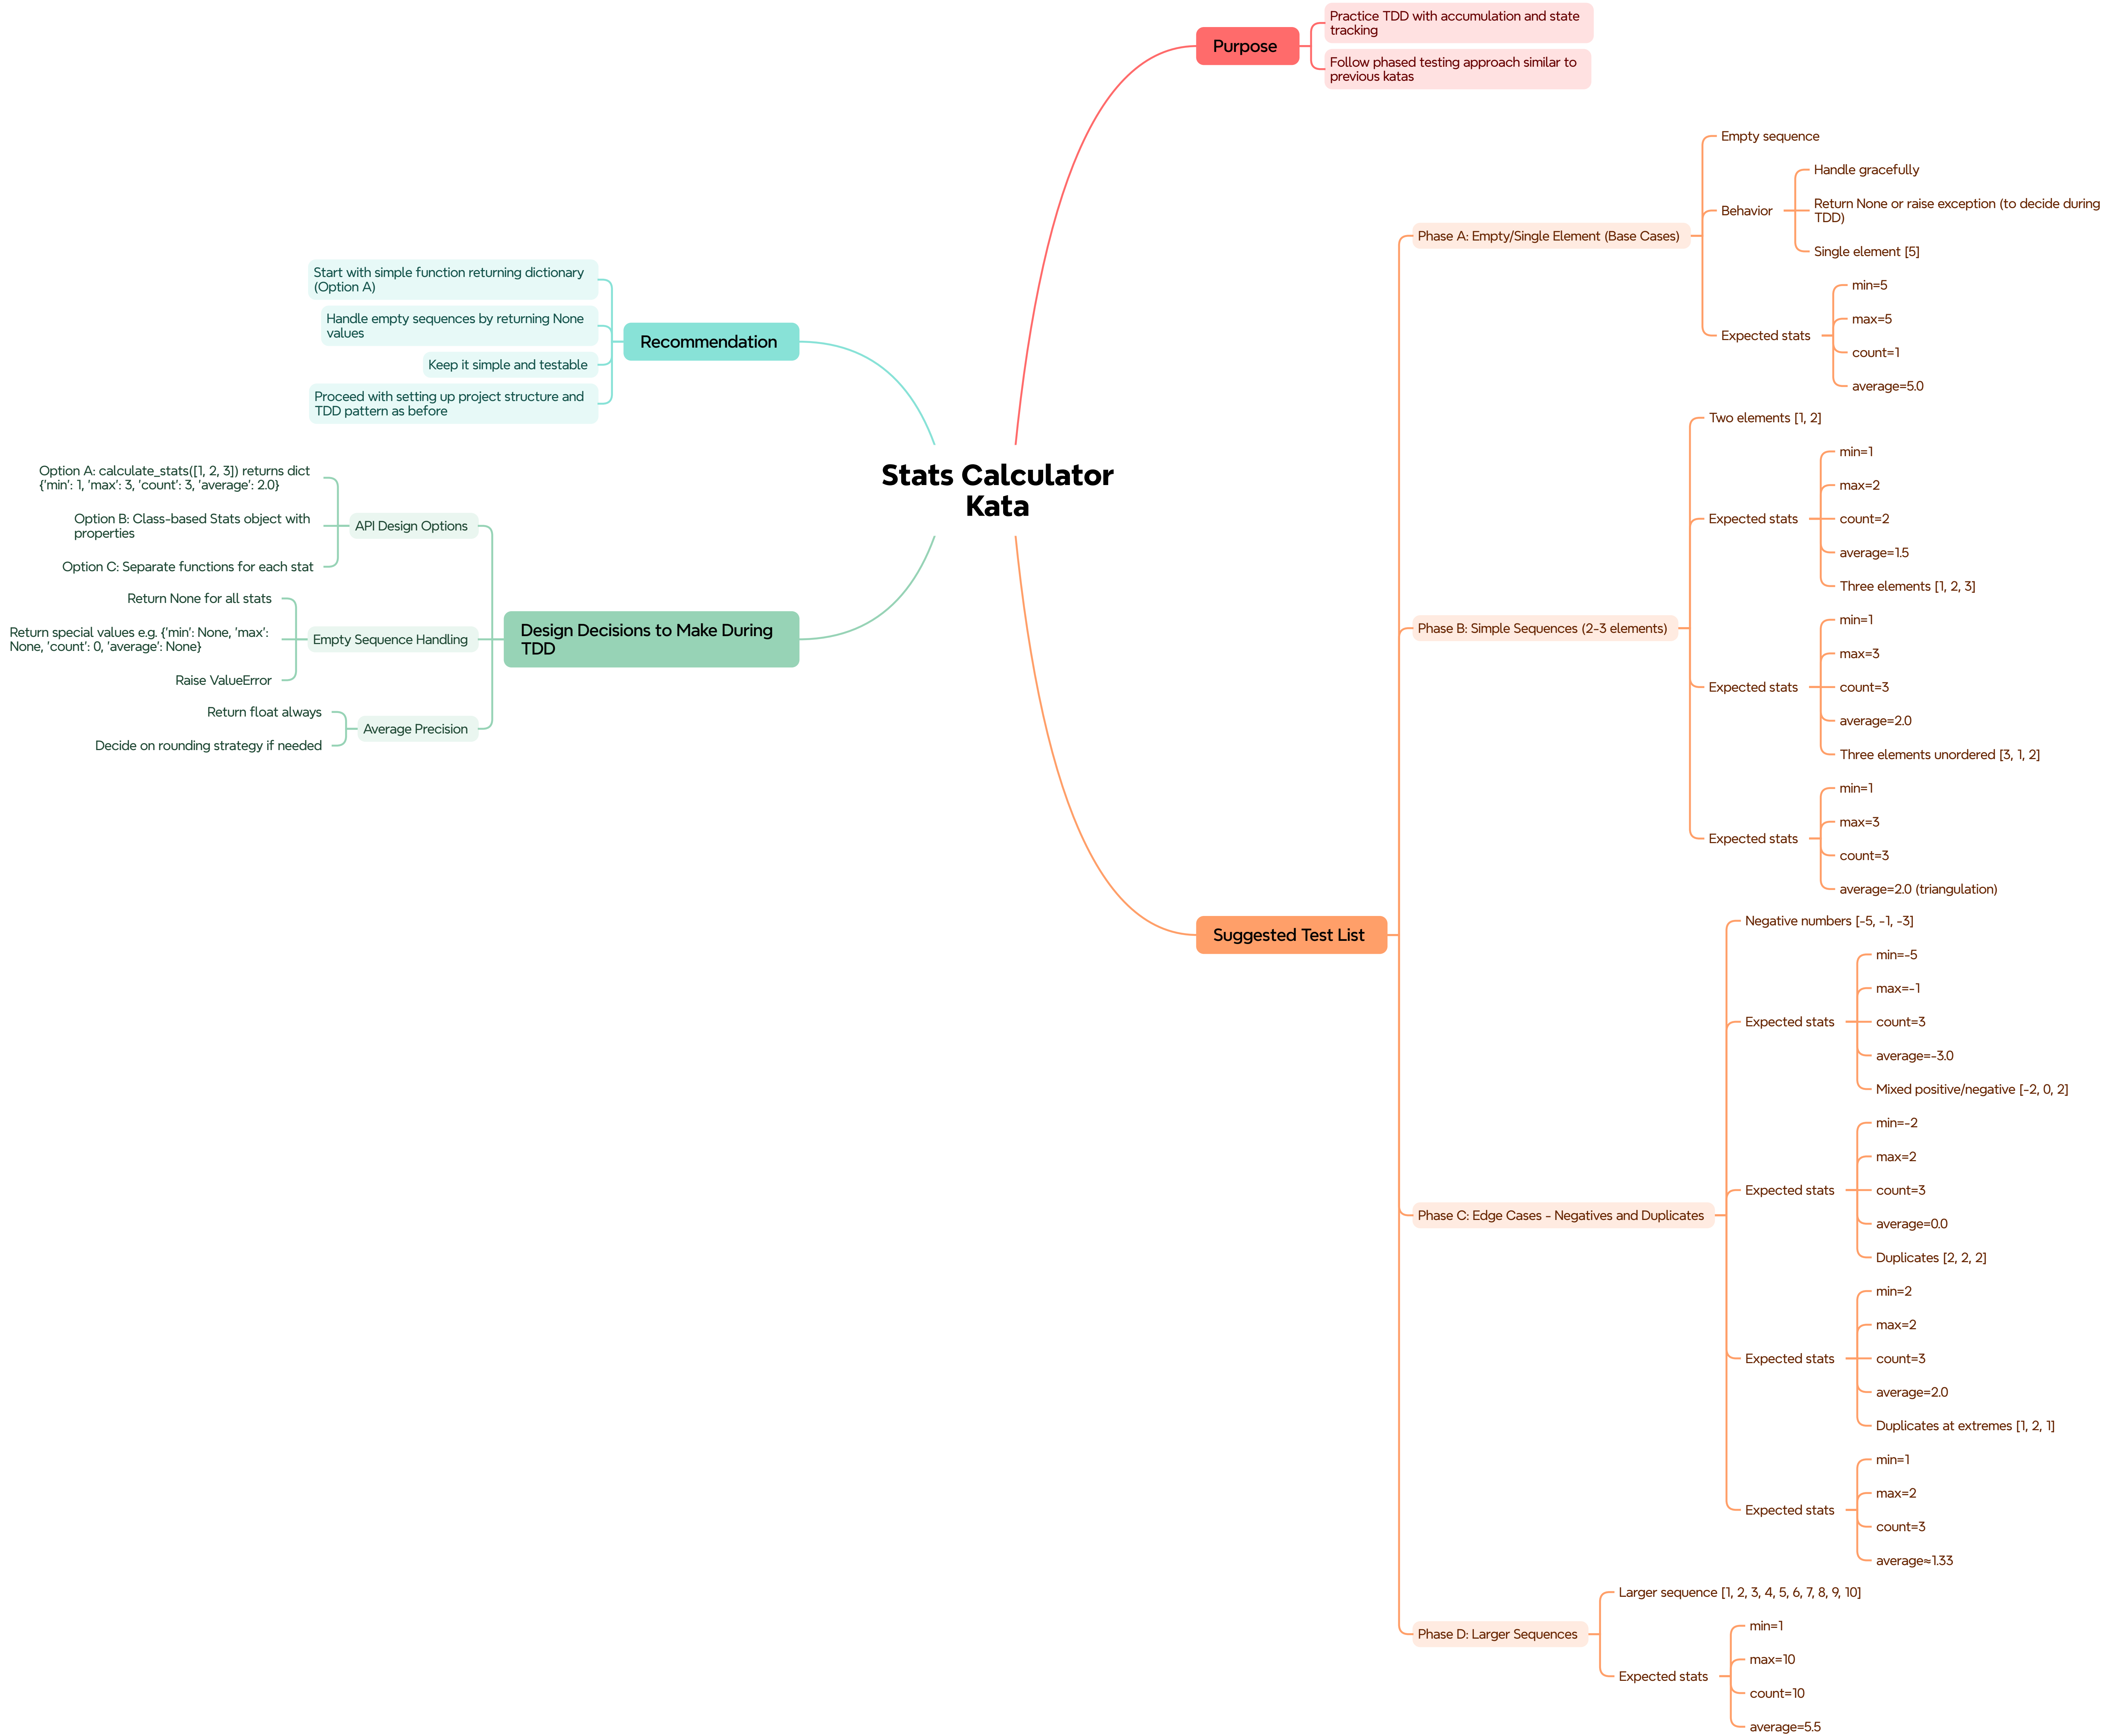 Stats Calculator
Kata
Purpose
Practice TDD with accumulation and state
tracking
Follow phased testing approach similar to
previous katas
Suggested Test List
Phase A: Empty/Single Element (Base Cases)
Empty sequence
Behavior
Handle gracefully
Return None or raise exception (to decide during
TDD)
Single element [5]
Expected stats
min=5
max=5
count=1
average=5.0
Phase B: Simple Sequences (2-3 elements)
Two elements [1, 2]
Expected stats
min=1
max=2
count=2
average=1.5
Three elements [1, 2, 3]
Expected stats
min=1
max=3
count=3
average=2.0
Three elements unordered [3, 1, 2]
Expected stats
min=1
max=3
count=3
average=2.0 (triangulation)
Phase C: Edge Cases - Negatives and Duplicates
Negative numbers [-5, -1, -3]
Expected stats
min=-5
max=-1
count=3
average=-3.0
Mixed positive/negative [-2, 0, 2]
Expected stats
min=-2
max=2
count=3
average=0.0
Duplicates [2, 2, 2]
Expected stats
min=2
max=2
count=3
average=2.0
Duplicates at extremes [1, 2, 1]
Expected stats
min=1
max=2
count=3
average≈1.33
Phase D: Larger Sequences
Larger sequence [1, 2, 3, 4, 5, 6, 7, 8, 9, 10]
Expected stats
min=1
max=10
count=10
average=5.5
Design Decisions to Make During
TDD
API Design Options
Option A: calculate_stats([1, 2, 3]) returns dict
{'min': 1, 'max': 3, 'count': 3, 'average': 2.0}
Option B: Class-based Stats object with
properties
Option C: Separate functions for each stat
Empty Sequence Handling
Return None for all stats
Return special values e.g. {'min': None, 'max':
None, 'count': 0, 'average': None}
Raise ValueError
Average Precision
Return float always
Decide on rounding strategy if needed
Recommendation
Start with simple function returning dictionary
(Option A)
Handle empty sequences by returning None
values
Keep it simple and testable
Proceed with setting up project structure and
TDD pattern as before